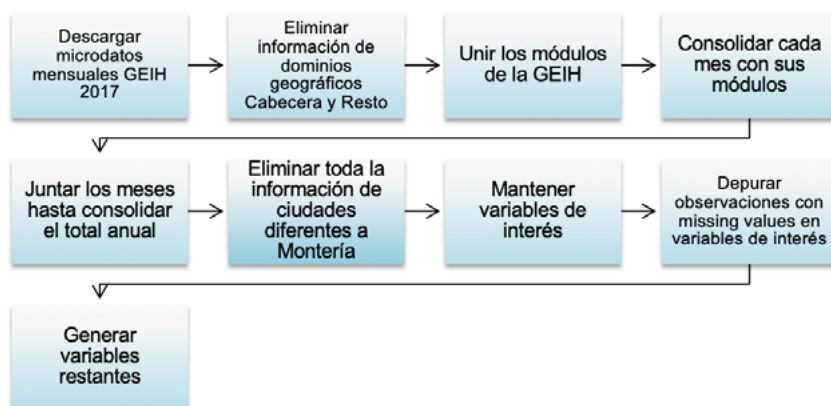 Descargar
microdatos
mensuales GEIH
2017
Eliminar
información de
dominios
geográficos
Cabecera y Resto
Unir los módulos
de la GEIH
Consolidar cada
mes con sus
módulos
Juntar los meses
hasta consolidar
el total anual
Eliminar toda la
información de
ciudades
diferentes a
Montería
Mantener
variables de
interés
Depurar
observaciones con
missing values en
variables de interés
Generar
variables
restantes